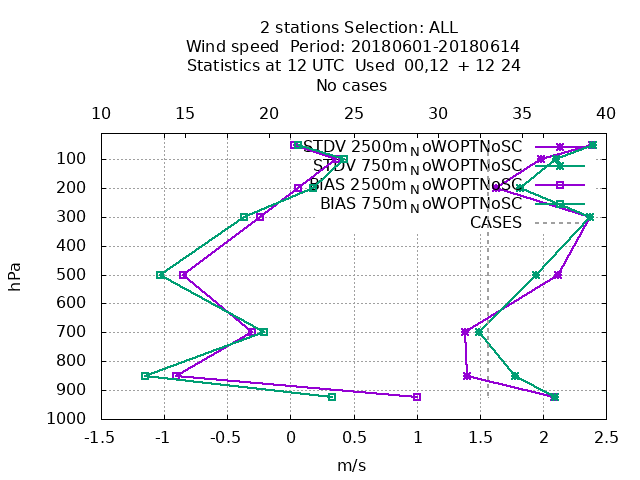 2 stations Selection: ALL
Wind speed  Period: 20180601-20180614
Statistics at 12 UTC  Used  00,12  + 12 24
No cases
10 15 20 25 30 35 40
STDV 2500m_NoWOPTNoSC
STDV 750m_NoWOPTNoSC
BIAS 2500m_NoWOPTNoSC
BIAS 750m_NoWOPTNoSC
CASES
100
200
300
400
500
600
700
800
900
1000
hPa
-1.5 -1 -0.5 0 0.5 1 1.5 2 2.5
m/s